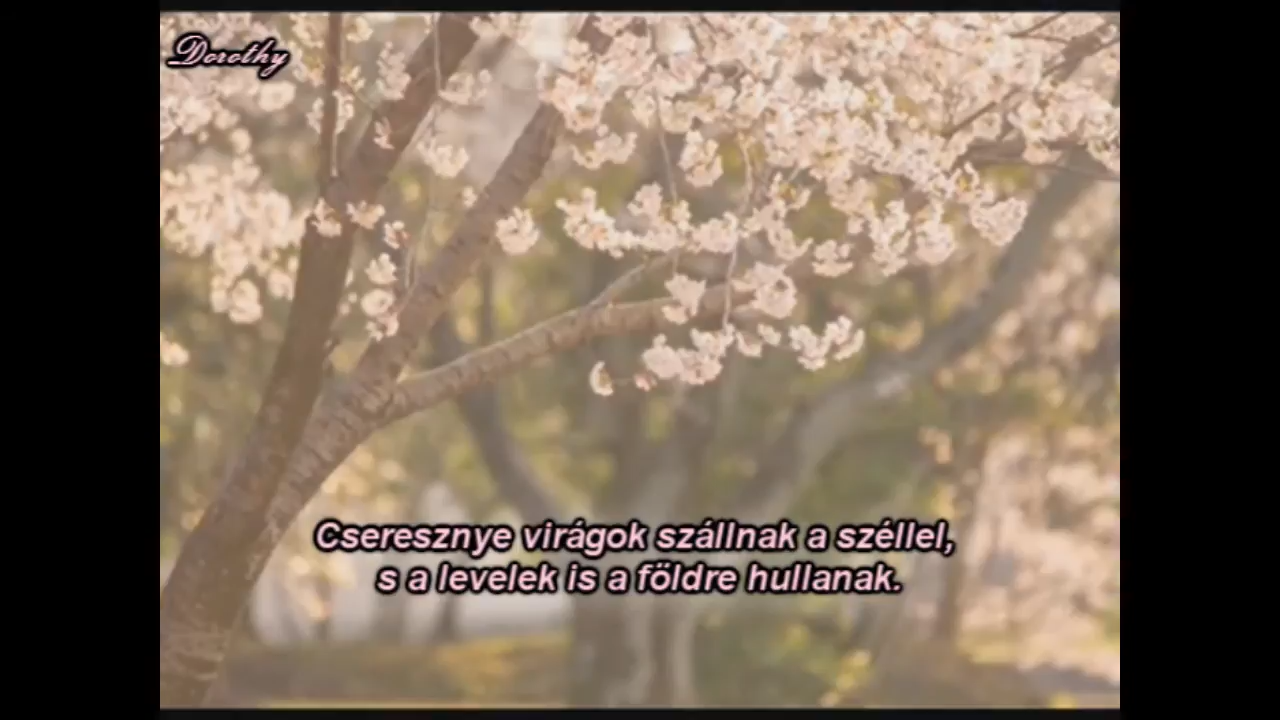 Dorothy
Cseresznye virágok szállnak a széllel,
s a levelek is a földre hullanak.